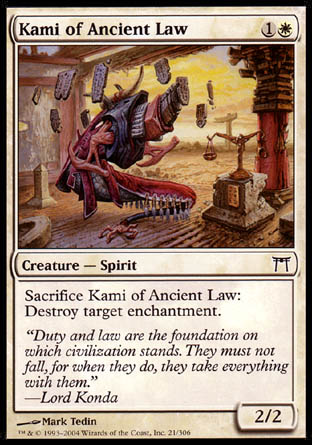 Kami of Ancient Law 1
Creature — Spirit
Sacrifice Kami of Ancient Law:
Destroy target enchantment.
“Duty and law are the foundation on
which civilization stands. They must not
fall, for when they do, they take everything
with them.”
—Lord Konda
2/2
Mark Tedin
™ & © 1993–2004 Wizards of the Coast, Inc. 21/306